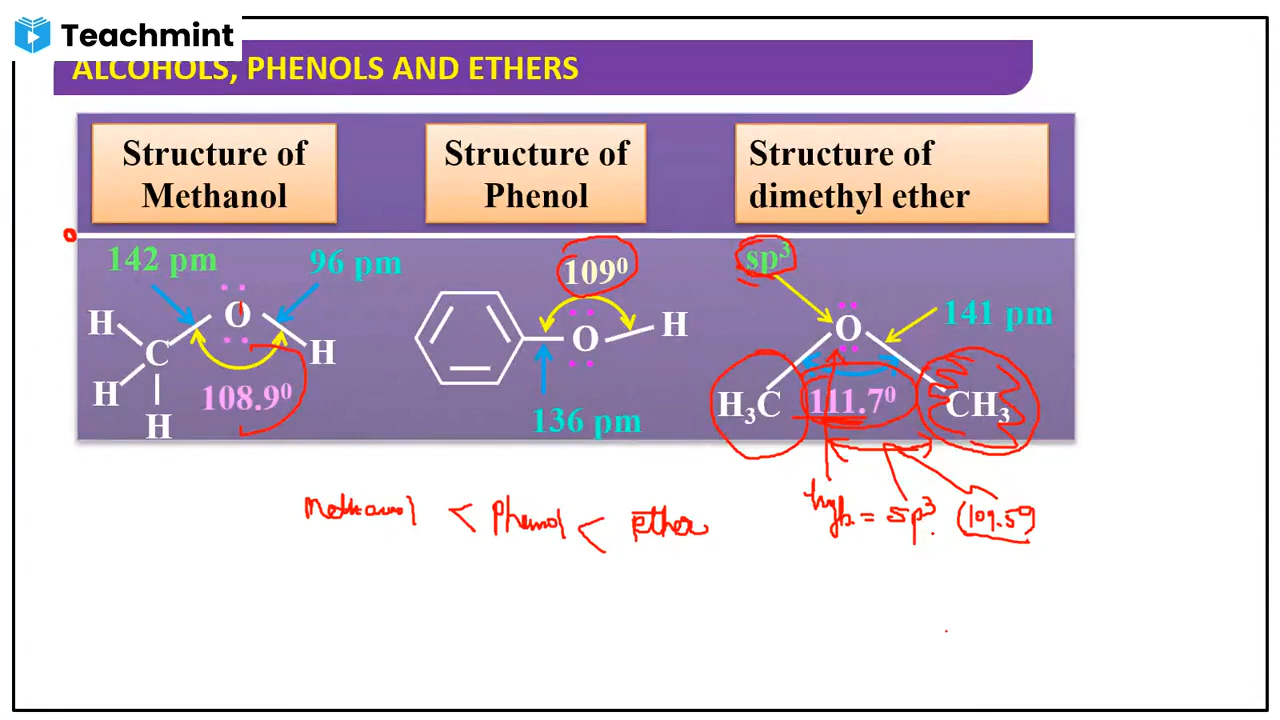 Teachmint
ALCOHOLS, PHENOLS AND ETHERS
Structure of
Methanol
Structure of
Phenol
Structure of
dimethyl ether
142 pm
96 pm
O
H
C
H
H
H
108.9⁰
109⁰
O
H
136 pm
sp³
O
141 pm
H₃C
111.7⁰
CH₃
Methanol < Phenol < ether
hyb = sp³ (109.5⁰)